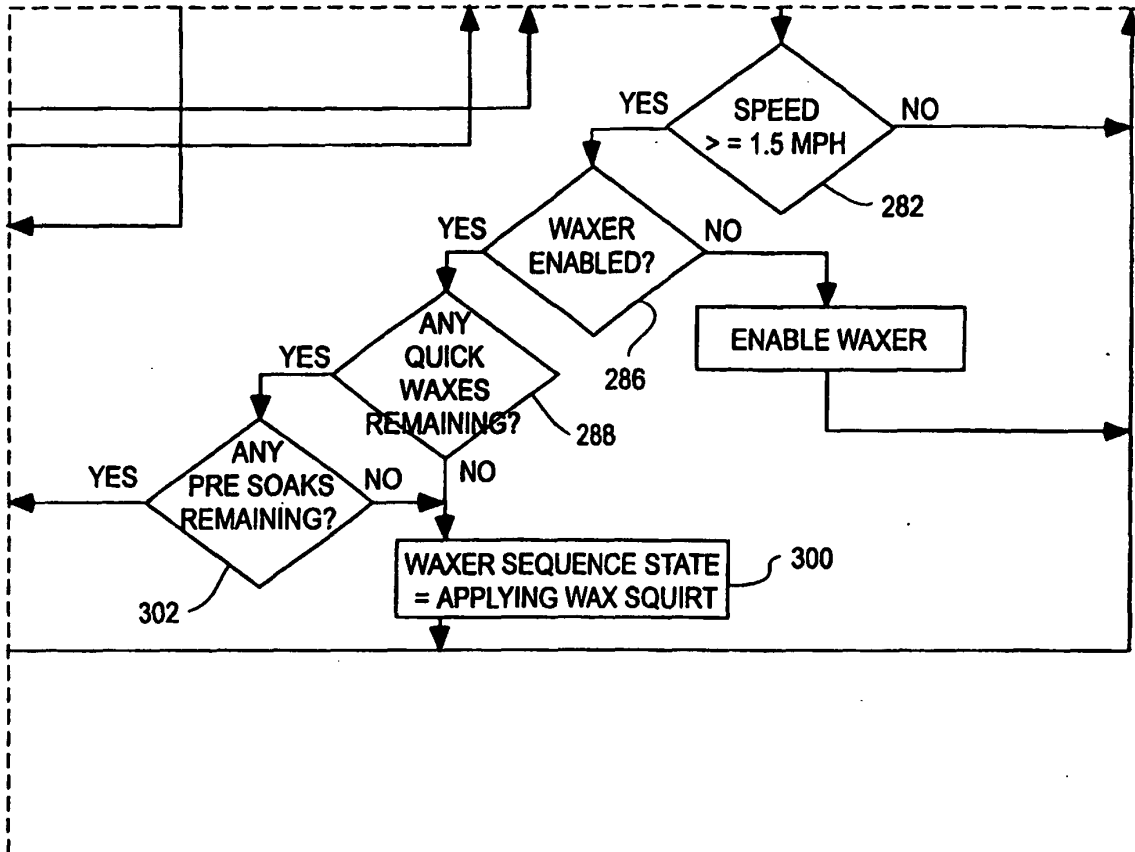 YES
SPEED
> = 1.5 MPH
NO
282
YES
WAXER
ENABLED?
NO
286
ENABLE WAXER
YES
ANY
QUICK
WAXES
REMAINING?
288
NO
YES
ANY
PRE SOAKS
REMAINING?
NO
302
WAXER SEQUENCE STATE
= APPLYING WAX SQUIRT
300